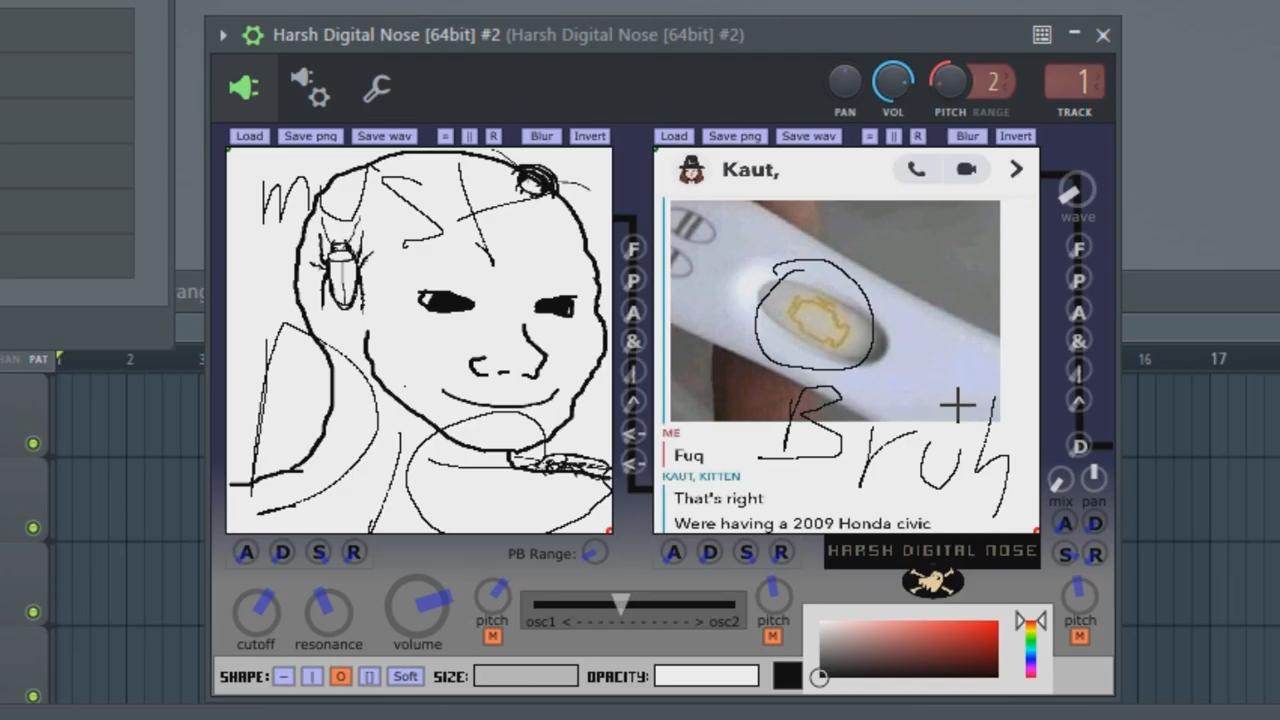 Harsh Digital Nose [64bit] #2 (Harsh Digital Nose [64bit] #2)
2
1
PAN VOL PITCH RANGE TRACK
Load Save png Save wav = || R Blur Invert
Load Save png Save wav = || R Blur Invert
Kaut,
wave
F
P
A
&
|
^
<-
<-
F
P
A
&
|
^
D
Bruh
ME
Fuq
KAUT, KITTEN
That's right
Were having a 2009 Honda civic
HAN PAT 2 3
16 17
mix pan
A D
S R
A D S R PB Range:
A D S R
HARSH DIGITAL NOSE
cutoff resonance volume
pitch
M
osc1 <- - - - - - - - - - -> osc2
pitch
M
pitch
M
SHAPE: – | O [] Soft SIZE: OPACITY: